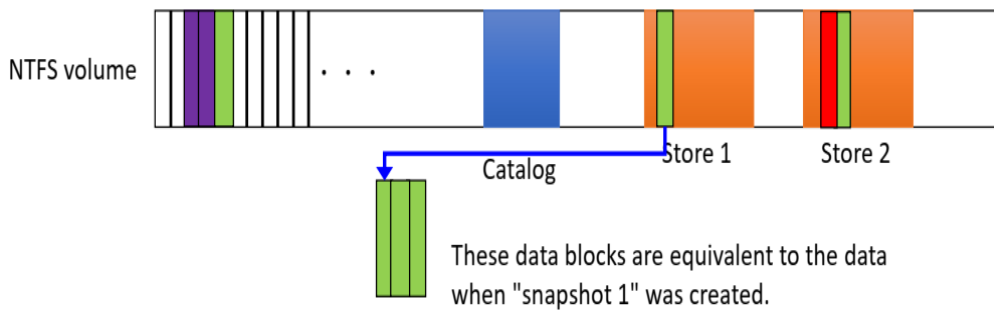 NTFS volume
. . .
Catalog
Store 1
Store 2
These data blocks are equivalent to the data
when "snapshot 1" was created.